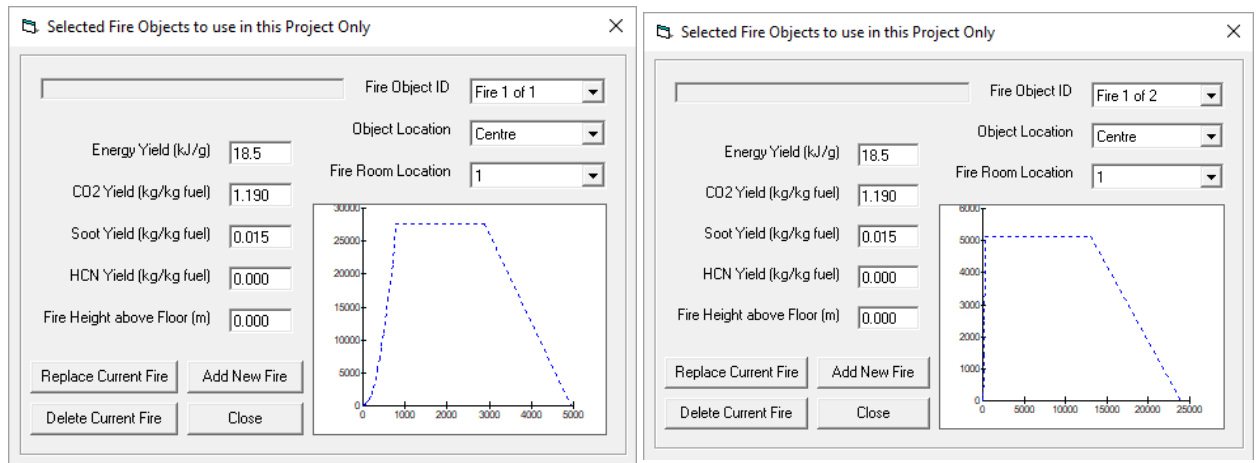 Selected Fire Objects to use in this Project Only
Fire Object ID
Fire 1 of 1
Object Location
Centre
Energy Yield (kJ/g)
18.5
Fire Room Location
1
CO2 Yield (kg/kg fuel)
1.190
Soot Yield (kg/kg fuel)
0.015
HCN Yield (kg/kg fuel)
0.000
Fire Height above Floor (m)
0.000
30000
25000
20000
15000
10000
5000
0
0 1000 2000 3000 4000 5000
Replace Current Fire
Add New Fire
Delete Current Fire
Close
Selected Fire Objects to use in this Project Only
Fire Object ID
Fire 1 of 2
Object Location
Centre
Energy Yield (kJ/g)
18.5
Fire Room Location
1
CO2 Yield (kg/kg fuel)
1.190
Soot Yield (kg/kg fuel)
0.015
HCN Yield (kg/kg fuel)
0.000
Fire Height above Floor (m)
0.000
6000
5000
4000
3000
2000
1000
0
0 5000 10000 15000 20000 25000
Replace Current Fire
Add New Fire
Delete Current Fire
Close